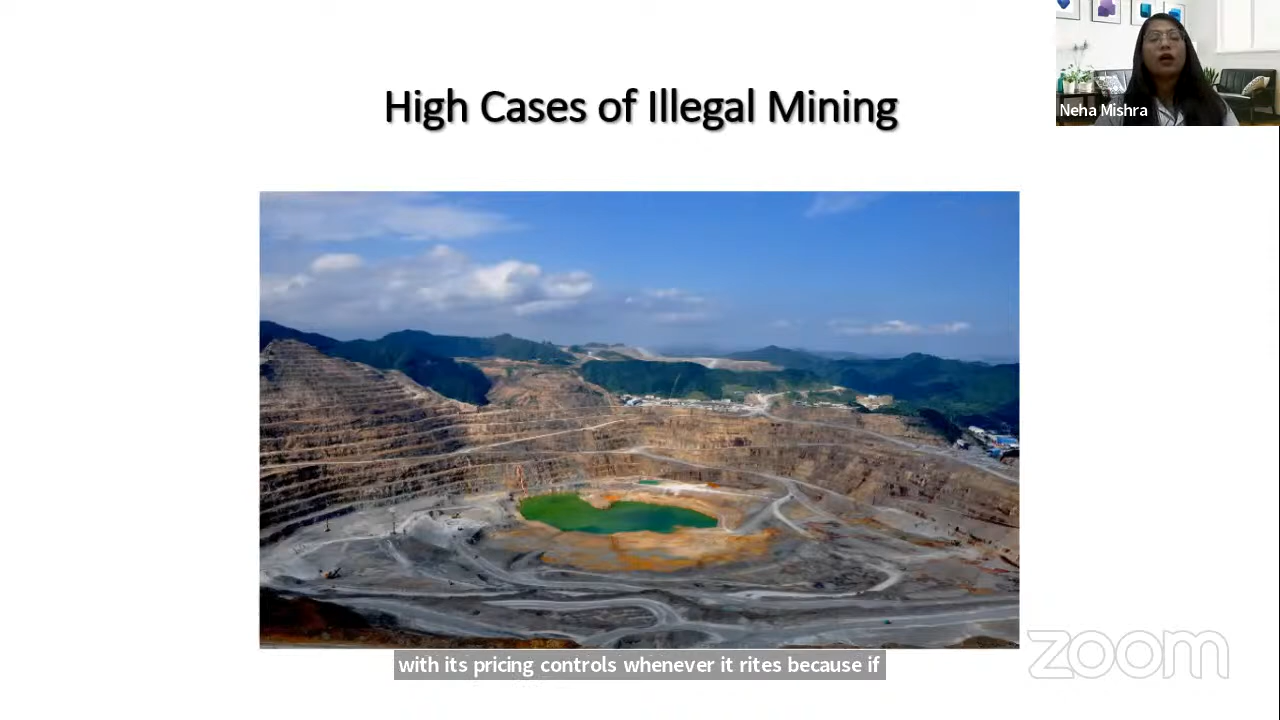 High Cases of Illegal Mining
Neha Mishra
with its pricing controls whenever it rites because if
zoom